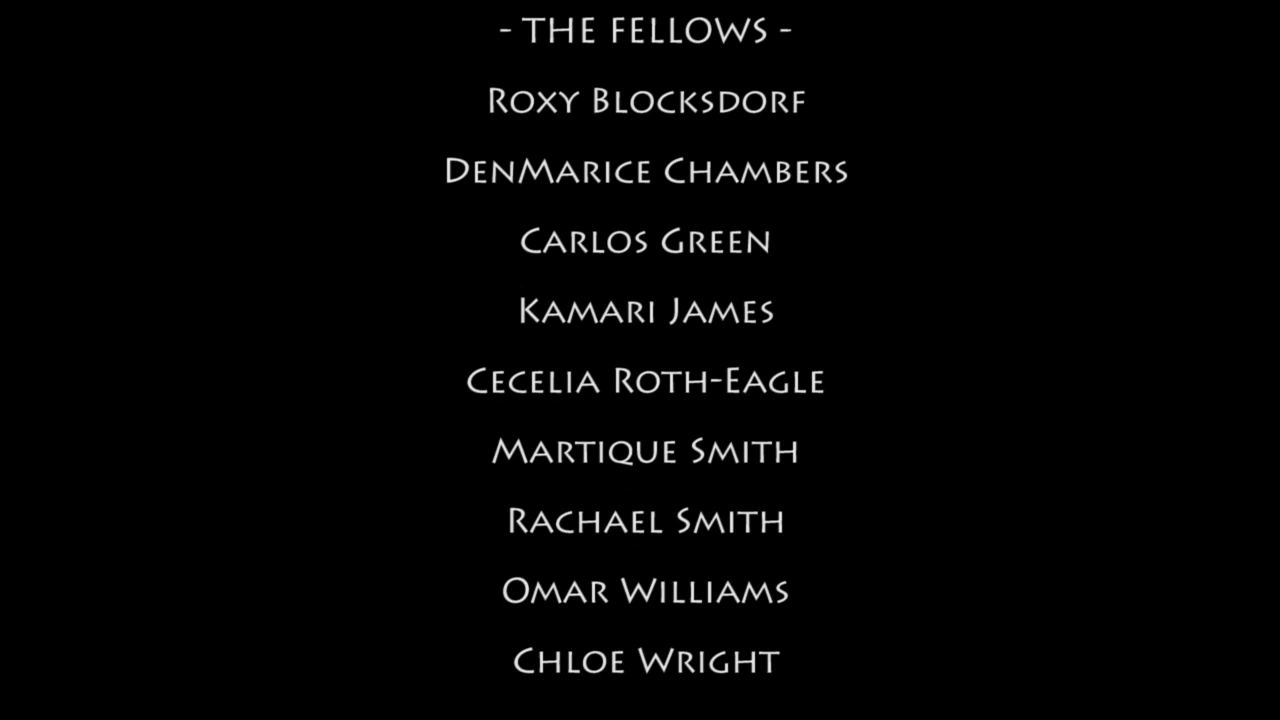 - THE FELLOWS -
Roxy Blocksdorf
DenMarice Chambers
Carlos Green
Kamari James
Cecelia Roth-Eagle
Martique Smith
Rachael Smith
Omar Williams
Chloe Wright